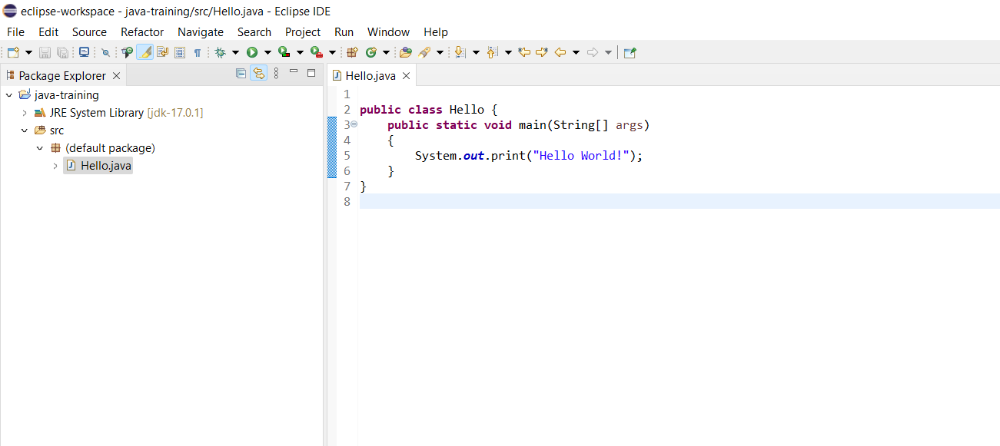 eclipse-workspace - java-training/src/Hello.java - Eclipse IDE
File Edit Source Refactor Navigate Search Project Run Window Help
Package Explorer
java-training
JRE System Library [jdk-17.0.1]
src
(default package)
Hello.java
Hello.java
1
2 public class Hello {
3 public static void main(String[] args)
4 {
5 System.out.print("Hello World!");
6 }
7 }
8